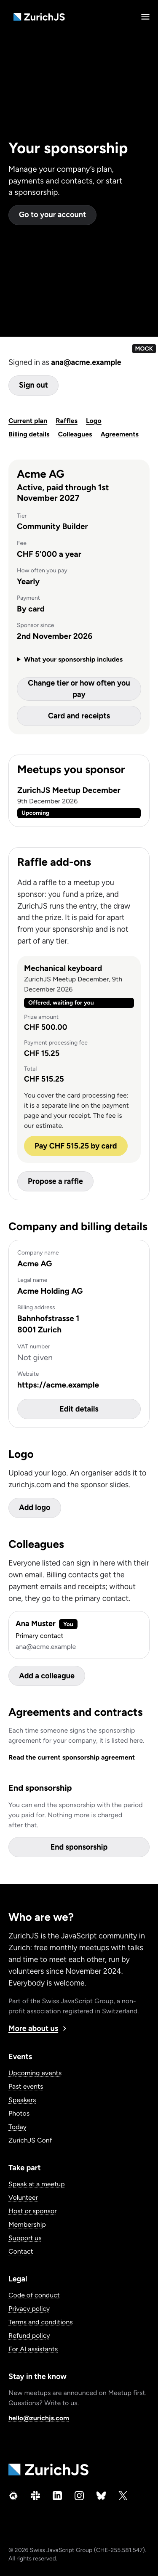 ZurichJS
Your sponsorship
Manage your company's plan,
payments and contacts, or start
a sponsorship.
Go to your account
MOCK
Signed in as ana@acme.example
Sign out
Current plan Raffles Logo
Billing details Colleagues Agreements
Acme AG
Active, paid through 1st
November 2027
Tier
Community Builder
Fee
CHF 5'000 a year
How often you pay
Yearly
Payment
By card
Sponsor since
2nd November 2026
What your sponsorship includes
Change tier or how often you
pay
Card and receipts
Meetups you sponsor
ZurichJS Meetup December
9th December 2026
Upcoming
Raffle add-ons
Add a raffle to a meetup you
sponsor: you fund a prize, and
ZurichJS runs the entry, the draw
and the prize. It is paid for apart
from your sponsorship and is not
part of any tier.
Mechanical keyboard
ZurichJS Meetup December, 9th
December 2026
Offered, waiting for you
Prize amount
CHF 500.00
Payment processing fee
CHF 15.25
Total
CHF 515.25
You cover the card processing fee:
it is a separate line on the payment
page and your receipt. The fee is
our estimate.
Pay CHF 515.25 by card
Propose a raffle
Company and billing details
Company name
Acme AG
Legal name
Acme Holding AG
Billing address
Bahnhofstrasse 1
8001 Zurich
VAT number
Not given
Website
https://acme.example
Edit details
Logo
Upload your logo. An organiser adds it to
zurichjs.com and the sponsor slides.
Add logo
Colleagues
Everyone listed can sign in here with their
own email. Billing contacts get the
payment emails and receipts; without
one, they go to the primary contact.
Ana Muster You
Primary contact
ana@acme.example
Add a colleague
Agreements and contracts
Each time someone signs the sponsorship
agreement for your company, it is listed here.
Read the current sponsorship agreement
End sponsorship
You can end the sponsorship with the period
you paid for. Nothing more is charged
after that.
End sponsorship
Who are we?
ZurichJS is the JavaScript community in
Zurich: free monthly meetups with talks
and time to meet each other, run by
volunteers since November 2024.
Everybody is welcome.
Part of the Swiss JavaScript Group, a non-
profit association registered in Switzerland.
More about us
Events
Upcoming events
Past events
Speakers
Photos
Today
ZurichJS Conf
Take part
Speak at a meetup
Volunteer
Host or sponsor
Membership
Support us
Contact
Legal
Code of conduct
Privacy policy
Terms and conditions
Refund policy
For AI assistants
Stay in the know
New meetups are announced on Meetup first.
Questions? Write to us.
hello@zurichjs.com
ZurichJS
© 2026 Swiss JavaScript Group (CHE-255.581.547).
All rights reserved.